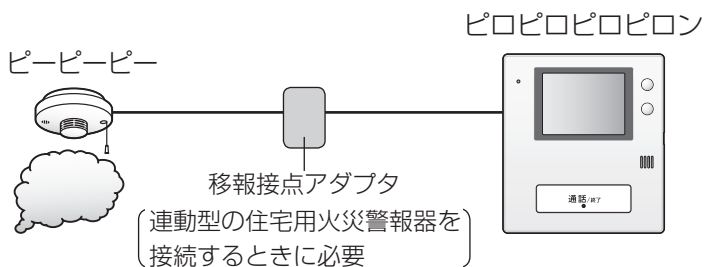 ピロピロピロピロン
ピーピーピー
移報接点アダプタ
連動型の住宅用火災警報器を
接続するときに必要
通話/終了